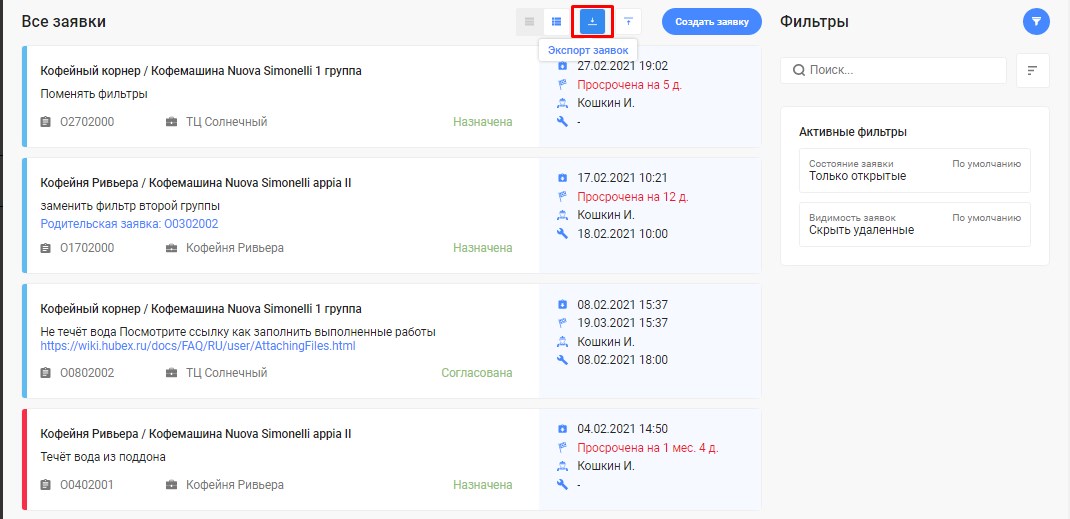 Все заявки
Создать заявку
Экспорт заявок
Кофейный корнер / Кофемашина Nuova Simonelli 1 группа
Поменять фильтры
O2702000
ТЦ Солнечный
Назначена
27.02.2021 19:02
Просрочена на 5 д.
Кошкин И.
-
Кофейня Ривьера / Кофемашина Nuova Simonelli appia II
заменить фильтр второй группы
Родительская заявка: O0302002
O1702000
Кофейня Ривьера
Назначена
17.02.2021 10:21
Просрочена на 12 д.
Кошкин И.
18.02.2021 10:00
Кофейный корнер / Кофемашина Nuova Simonelli 1 группа
Не течёт вода Посмотрите ссылку как заполнить выполненные работы
https://wiki.hubex.ru/docs/FAQ/RU/user/AttachingFiles.html
O0802002
ТЦ Солнечный
Согласована
08.02.2021 15:37
19.03.2021 15:37
Кошкин И.
08.02.2021 18:00
Кофейня Ривьера / Кофемашина Nuova Simonelli appia II
Течёт вода из поддона
O0402001
Кофейня Ривьера
Назначена
04.02.2021 14:50
Просрочена на 1 мес. 4 д.
Кошкин И.
-
Фильтры
Поиск...
Активные фильтры
Состояние заявки
По умолчанию
Только открытые
Видимость заявок
По умолчанию
Скрыть удаленные